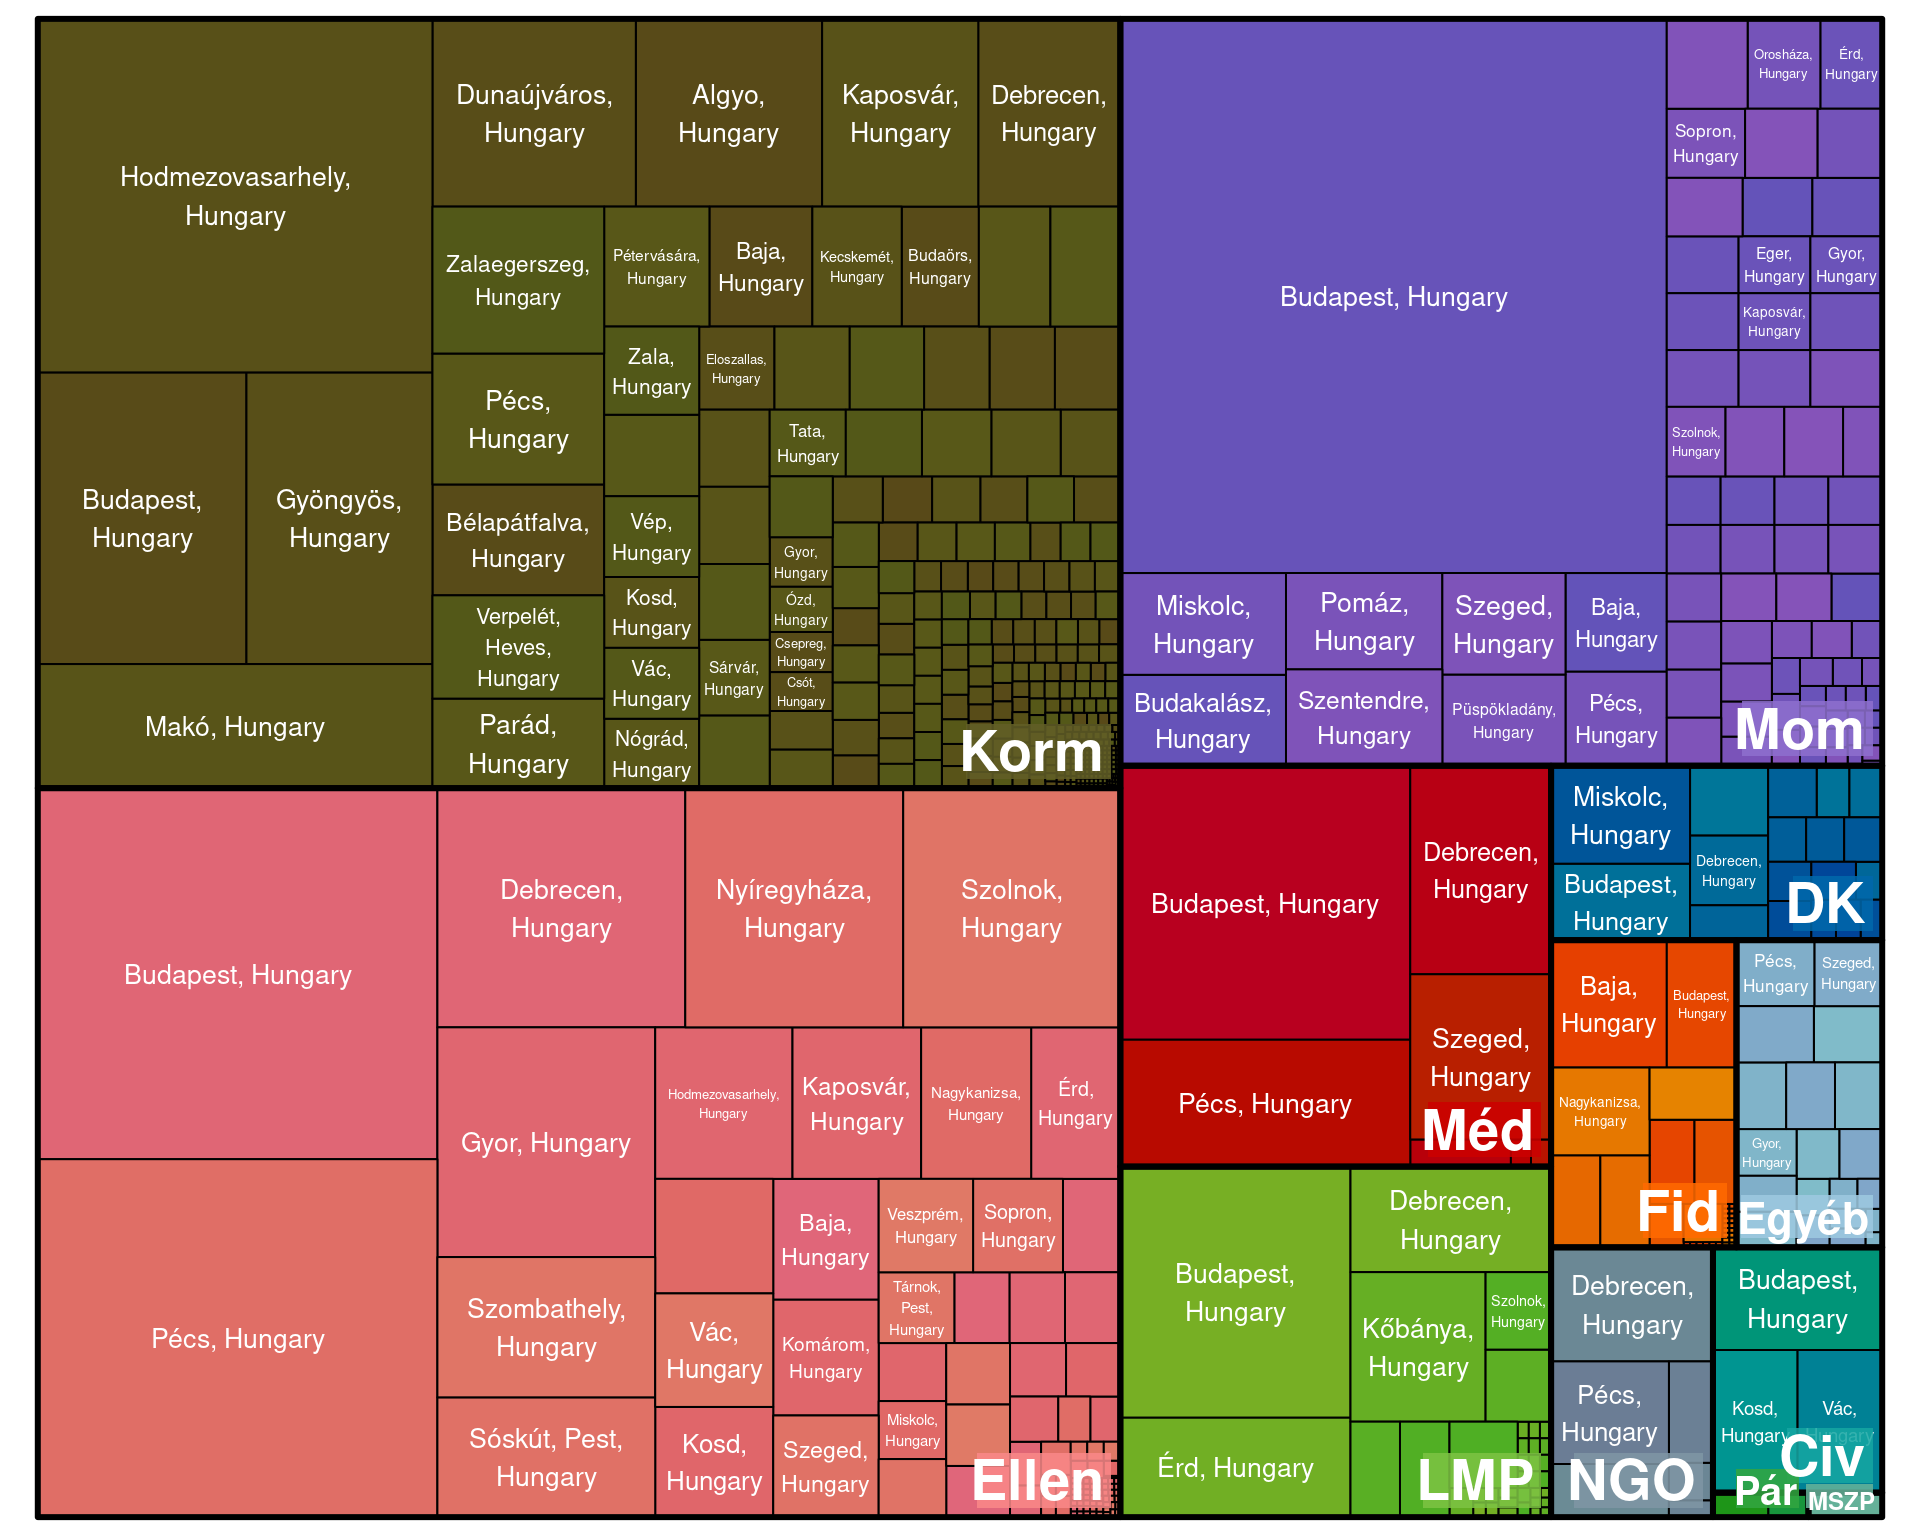 Hodmezovasarhely,
Hungary
Dunaújváros,
Hungary
Algyo,
Hungary
Kaposvár,
Hungary
Debrecen,
Hungary
Zalaegerszeg,
Hungary
Pétervására,
Hungary
Baja,
Hungary
Kecskemét,
Hungary
Budaörs,
Hungary
Zala,
Hungary
Eloszallas,
Hungary
Pécs,
Hungary
Tata,
Hungary
Budapest,
Hungary
Gyöngyös,
Hungary
Bélapátfalva,
Hungary
Vép,
Hungary
Gyor,
Hungary
Kosd,
Hungary
Ózd,
Hungary
Verpelét,
Heves,
Hungary
Csepreg,
Hungary
Vác,
Hungary
Sárvár,
Hungary
Csót,
Hungary
Makó, Hungary
Parád,
Hungary
Nógrád,
Hungary
Korm
Budapest, Hungary
Orosháza,
Hungary
Érd,
Hungary
Sopron,
Hungary
Eger,
Hungary
Gyor,
Hungary
Kaposvár,
Hungary
Szolnok,
Hungary
Miskolc,
Hungary
Pomáz,
Hungary
Szeged,
Hungary
Baja,
Hungary
Budakalász,
Hungary
Szentendre,
Hungary
Püspökladány,
Hungary
Pécs,
Hungary
Mom
Budapest, Hungary
Debrecen,
Hungary
Nyíregyháza,
Hungary
Szolnok,
Hungary
Gyor, Hungary
Hodmezovasarhely,
Hungary
Kaposvár,
Hungary
Nagykanizsa,
Hungary
Érd,
Hungary
Baja,
Hungary
Veszprém,
Hungary
Sopron,
Hungary
Pécs, Hungary
Szombathely,
Hungary
Vác,
Hungary
Komárom,
Hungary
Tárnok,
Pest,
Hungary
Sóskút, Pest,
Hungary
Kosd,
Hungary
Szeged,
Hungary
Miskolc,
Hungary
Ellen
Budapest, Hungary
Debrecen,
Hungary
Pécs, Hungary
Szeged,
Hungary
Méd
Miskolc,
Hungary
Budapest,
Hungary
Debrecen,
Hungary
DK
Baja,
Hungary
Budapest,
Hungary
Nagykanizsa,
Hungary
Fid
Pécs,
Hungary
Szeged,
Hungary
Gyor,
Hungary
Egyéb
Budapest,
Hungary
Debrecen,
Hungary
Kőbánya,
Hungary
Szolnok,
Hungary
Érd, Hungary
LMP
Debrecen,
Hungary
Pécs,
Hungary
NGO
Budapest,
Hungary
Kosd,
Hungary
Vác,
Hungary
Civ
Pár
MSZP